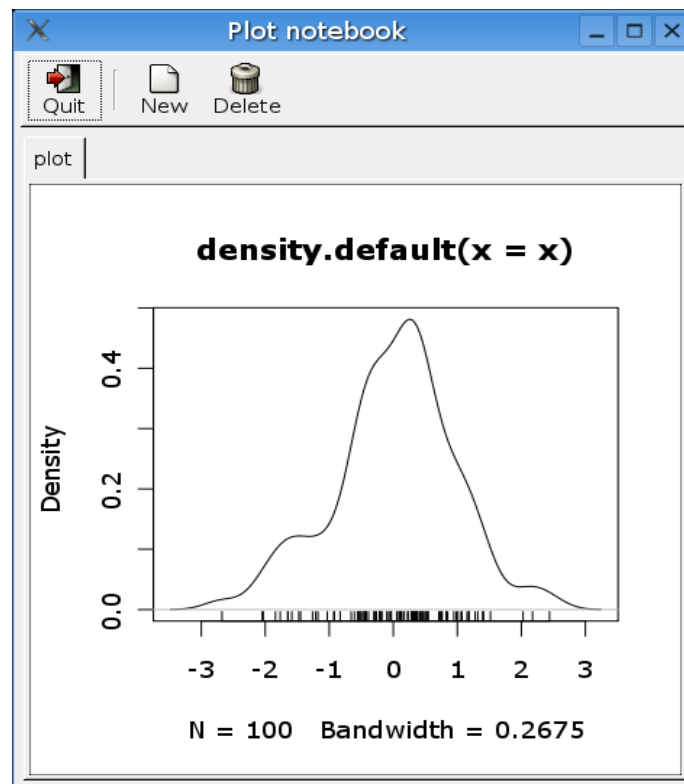 Plot notebook
Quit New Delete
plot
density.default(x = x)
Density
0.4
0.2
0.0
-3 -2 -1 0 1 2 3
N = 100 Bandwidth = 0.2675